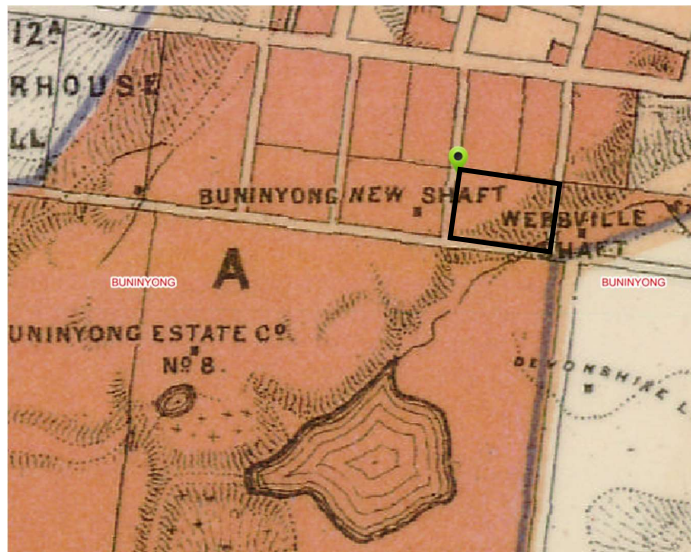 12A
RHOUSE
LL
BUNINYONG NEW SHAFT
WEBBVILLE
SHAFT
A
BUNINYONG
BUNINYONG
UNINYONG ESTATE Co.
No 8.
DEVONSHIRE L